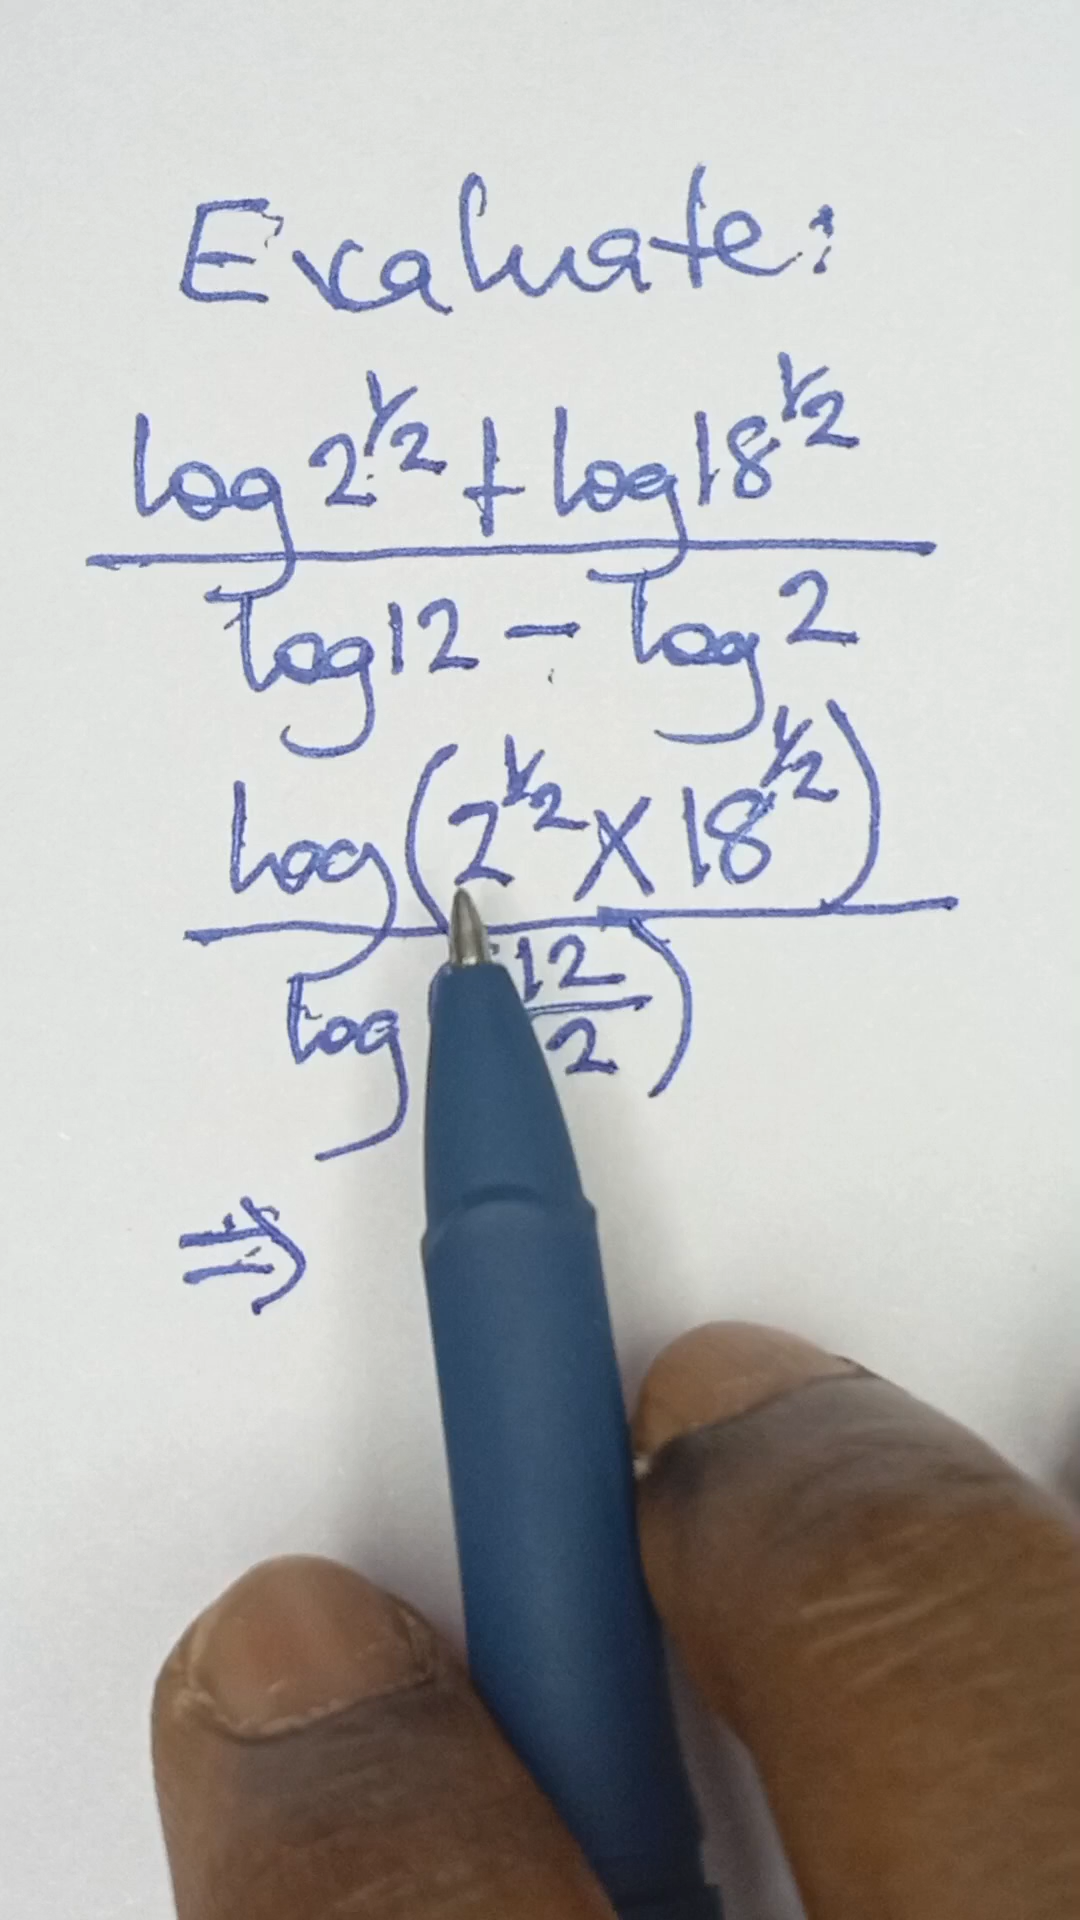 Evaluate:
log 2^1/2 + log 18^1/2
log 12 - log 2
log (2^1/2 × 18^1/2)
log 12/2)
⇒